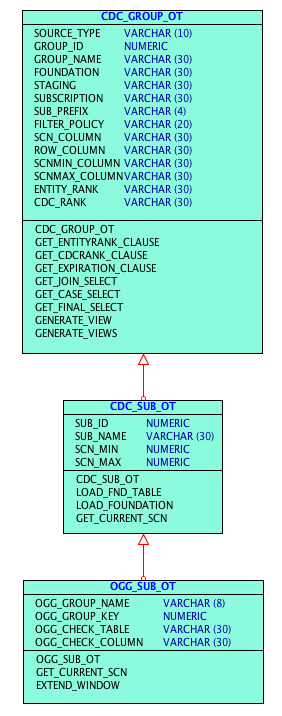 CDC_GROUP_OT
SOURCE_TYPE VARCHAR (10)
GROUP_ID NUMERIC
GROUP_NAME VARCHAR (30)
FOUNDATION VARCHAR (30)
STAGING VARCHAR (30)
SUBSCRIPTION VARCHAR (30)
SUB_PREFIX VARCHAR (4)
FILTER_POLICY VARCHAR (20)
SCN_COLUMN VARCHAR (30)
ROW_COLUMN VARCHAR (30)
SCNMIN_COLUMN VARCHAR (30)
SCNMAX_COLUMN VARCHAR (30)
ENTITY_RANK VARCHAR (30)
CDC_RANK VARCHAR (30)
CDC_GROUP_OT
GET_ENTITYRANK_CLAUSE
GET_CDCRANK_CLAUSE
GET_EXPIRATION_CLAUSE
GET_JOIN_SELECT
GET_CASE_SELECT
GET_FINAL_SELECT
GENERATE_VIEW
GENERATE_VIEWS
CDC_SUB_OT
SUB_ID NUMERIC
SUB_NAME VARCHAR (30)
SCN_MIN NUMERIC
SCN_MAX NUMERIC
CDC_SUB_OT
LOAD_FND_TABLE
LOAD_FOUNDATION
GET_CURRENT_SCN
OGG_SUB_OT
OGG_GROUP_NAME VARCHAR (8)
OGG_GROUP_KEY NUMERIC
OGG_CHECK_TABLE VARCHAR (30)
OGG_CHECK_COLUMN VARCHAR (30)
OGG_SUB_OT
GET_CURRENT_SCN
EXTEND_WINDOW